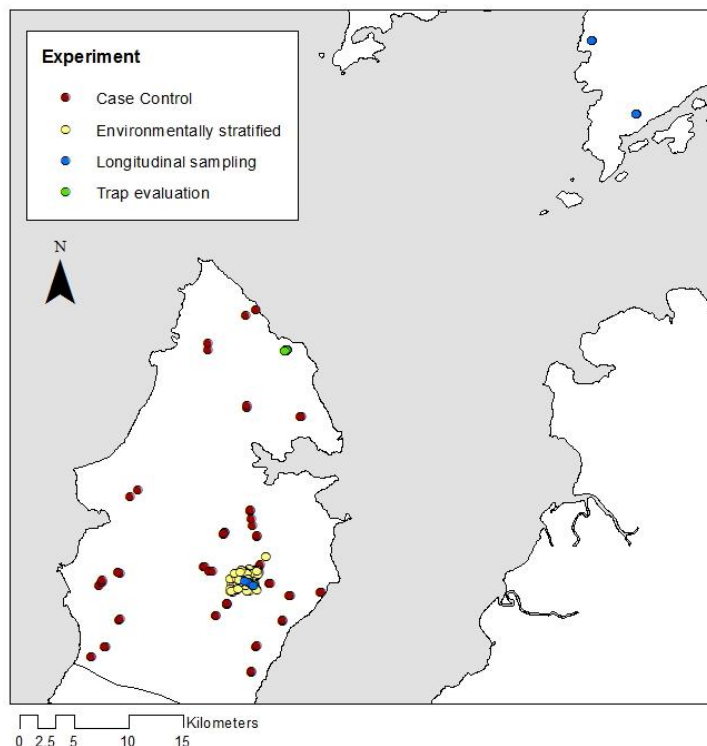 Experiment
Case Control
Environmentally stratified
Longitudinal sampling
Trap evaluation
N
Kilometers
0 2.5 5 10 15